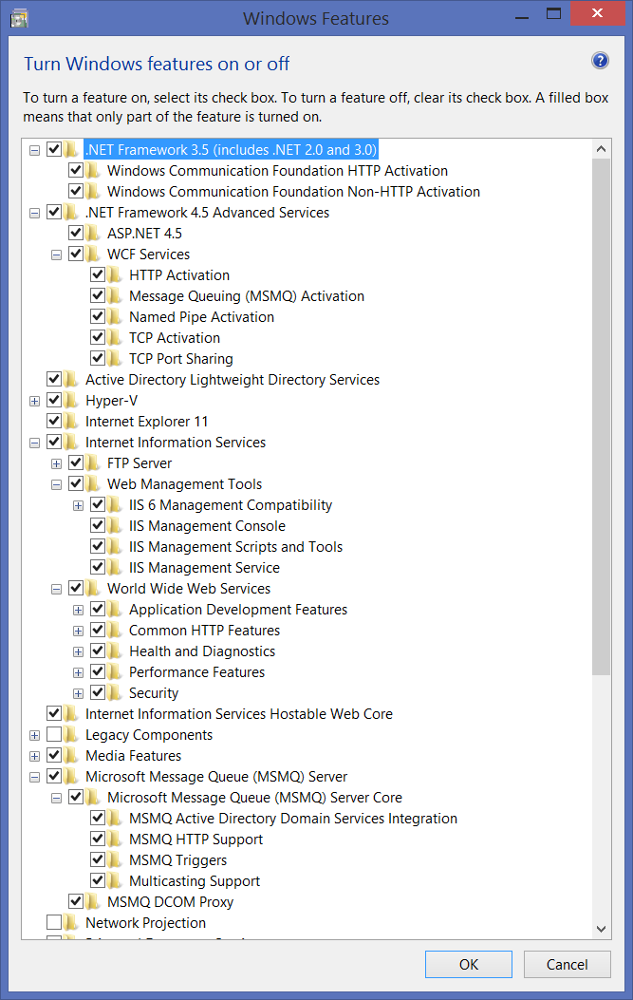 Windows Features
Turn Windows features on or off
To turn a feature on, select its check box. To turn a feature off, clear its check box. A filled box
means that only part of the feature is turned on.
.NET Framework 3.5 (includes .NET 2.0 and 3.0)
Windows Communication Foundation HTTP Activation
Windows Communication Foundation Non-HTTP Activation
.NET Framework 4.5 Advanced Services
ASP.NET 4.5
WCF Services
HTTP Activation
Message Queuing (MSMQ) Activation
Named Pipe Activation
TCP Activation
TCP Port Sharing
Active Directory Lightweight Directory Services
Hyper-V
Internet Explorer 11
Internet Information Services
FTP Server
Web Management Tools
IIS 6 Management Compatibility
IIS Management Console
IIS Management Scripts and Tools
IIS Management Service
World Wide Web Services
Application Development Features
Common HTTP Features
Health and Diagnostics
Performance Features
Security
Internet Information Services Hostable Web Core
Legacy Components
Media Features
Microsoft Message Queue (MSMQ) Server
Microsoft Message Queue (MSMQ) Server Core
MSMQ Active Directory Domain Services Integration
MSMQ HTTP Support
MSMQ Triggers
Multicasting Support
MSMQ DCOM Proxy
Network Projection
OK Cancel